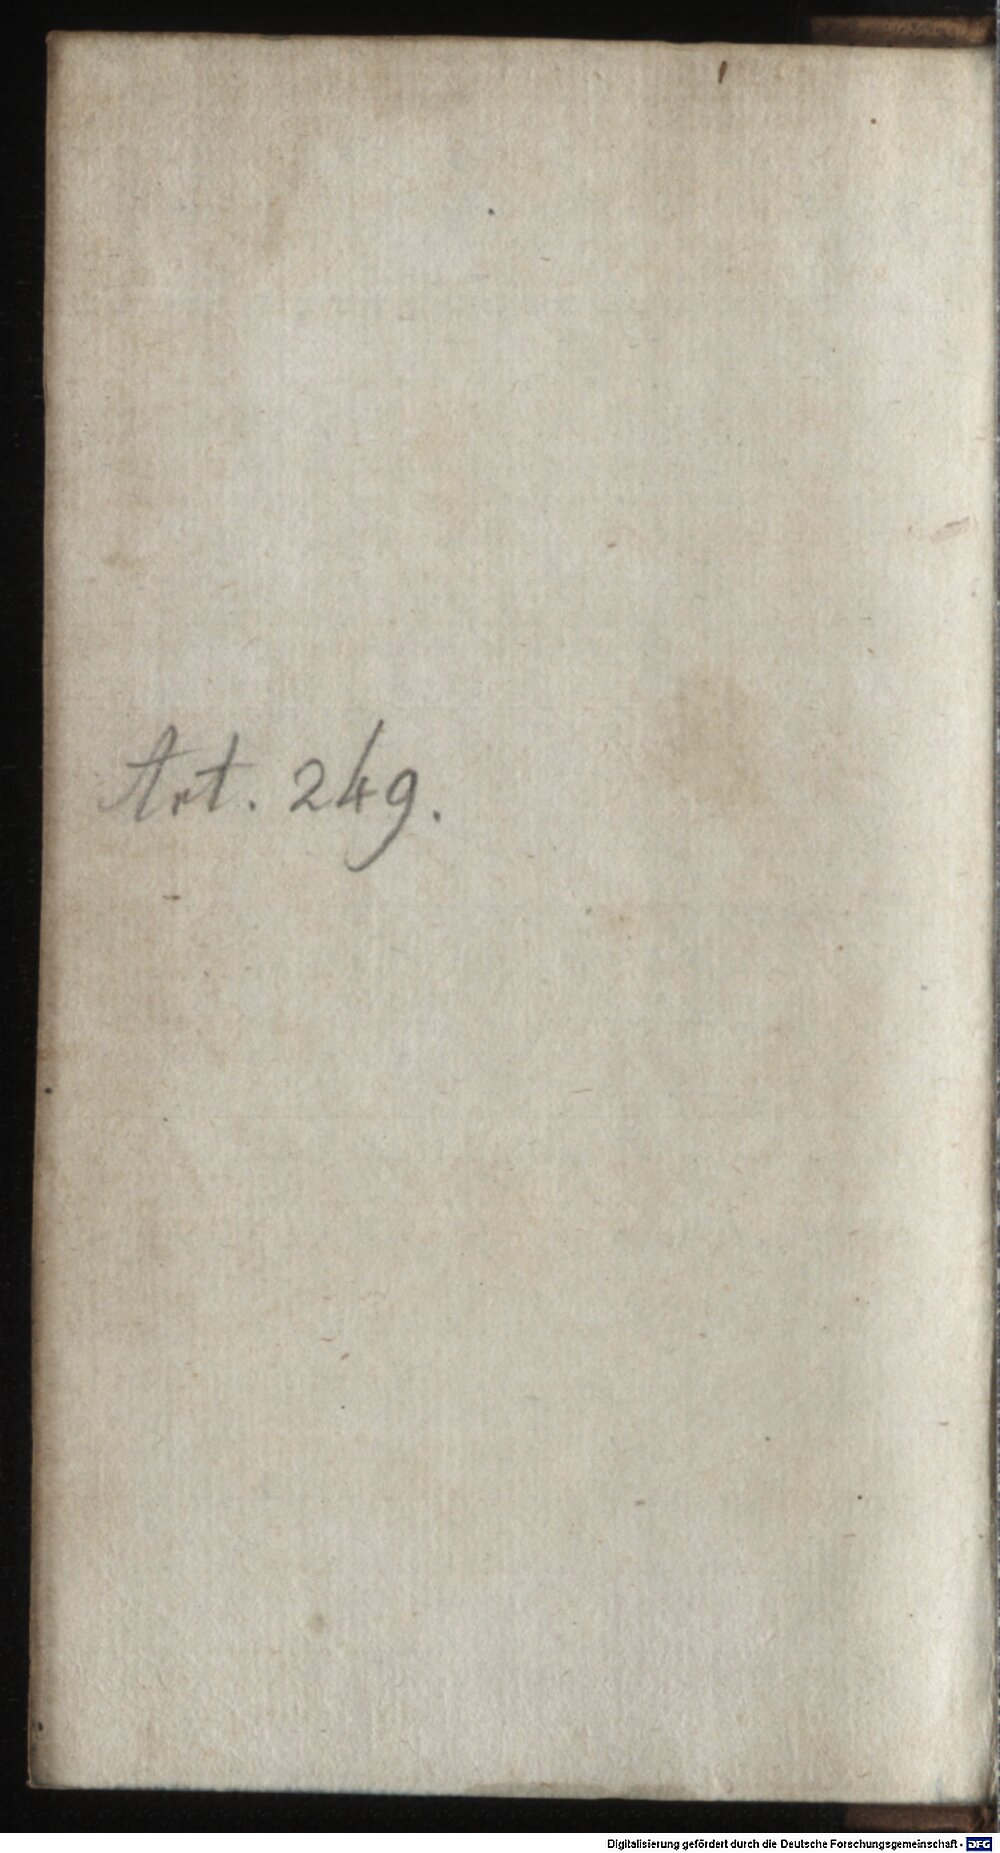 Art. 249.
Digitalisierung gefördert durch die Deutsche Forschungsgemeinschaft - DFG